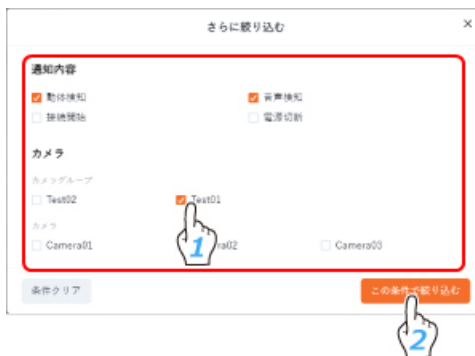 さらに絞り込む ×
通知内容
動体検知 音声検知
接続開始 電源切断
カメラ
カメラグループ
Test02 Test01
カメラ
Camera01 ra02 Camera03
1
条件クリア この条件で絞り込む
2